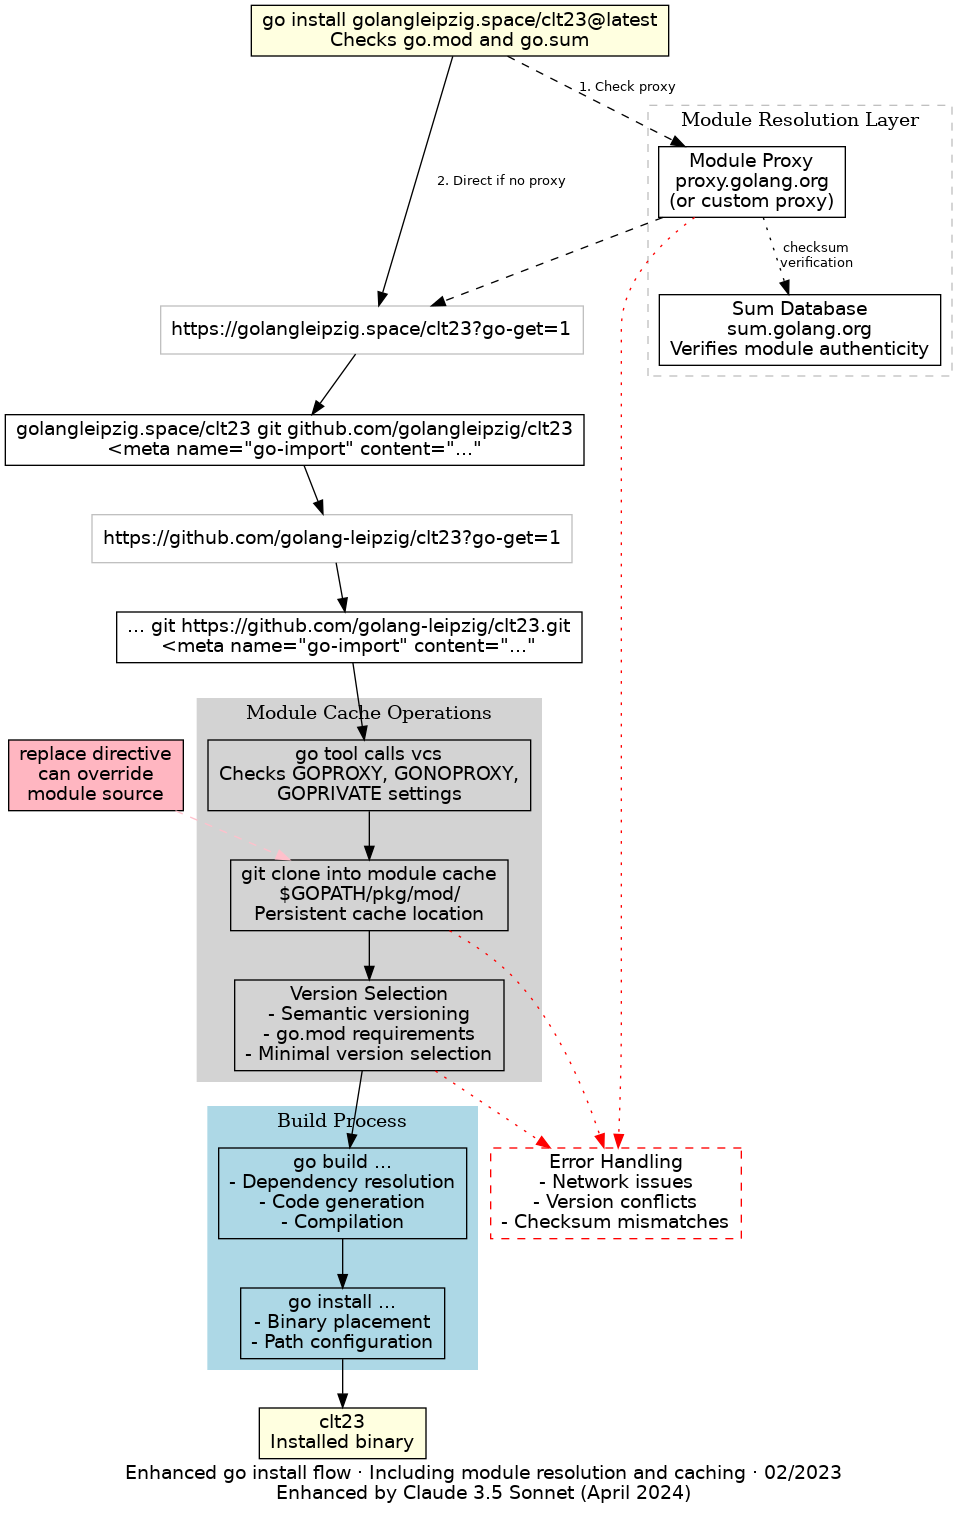 go install golangleipzig.space/clt23@latest
Checks go.mod and go.sum
1. Check proxy
Module Resolution Layer
Module Proxy
proxy.golang.org
(or custom proxy)
2. Direct if no proxy
checksum
verification
Sum Database
sum.golang.org
Verifies module authenticity
https://golangleipzig.space/clt23?go-get=1
golangleipzig.space/clt23 git github.com/golangleipzig/clt23
<meta name="go-import" content="..."
https://github.com/golang-leipzig/clt23?go-get=1
... git https://github.com/golang-leipzig/clt23.git
<meta name="go-import" content="..."
Module Cache Operations
replace directive
can override
module source
go tool calls vcs
Checks GOPROXY, GONOPROXY,
GOPRIVATE settings
git clone into module cache
$GOPATH/pkg/mod/
Persistent cache location
Version Selection
- Semantic versioning
- go.mod requirements
- Minimal version selection
Build Process
go build ...
- Dependency resolution
- Code generation
- Compilation
Error Handling
- Network issues
- Version conflicts
- Checksum mismatches
go install ...
- Binary placement
- Path configuration
clt23
Installed binary
Enhanced go install flow · Including module resolution and caching · 02/2023
Enhanced by Claude 3.5 Sonnet (April 2024)